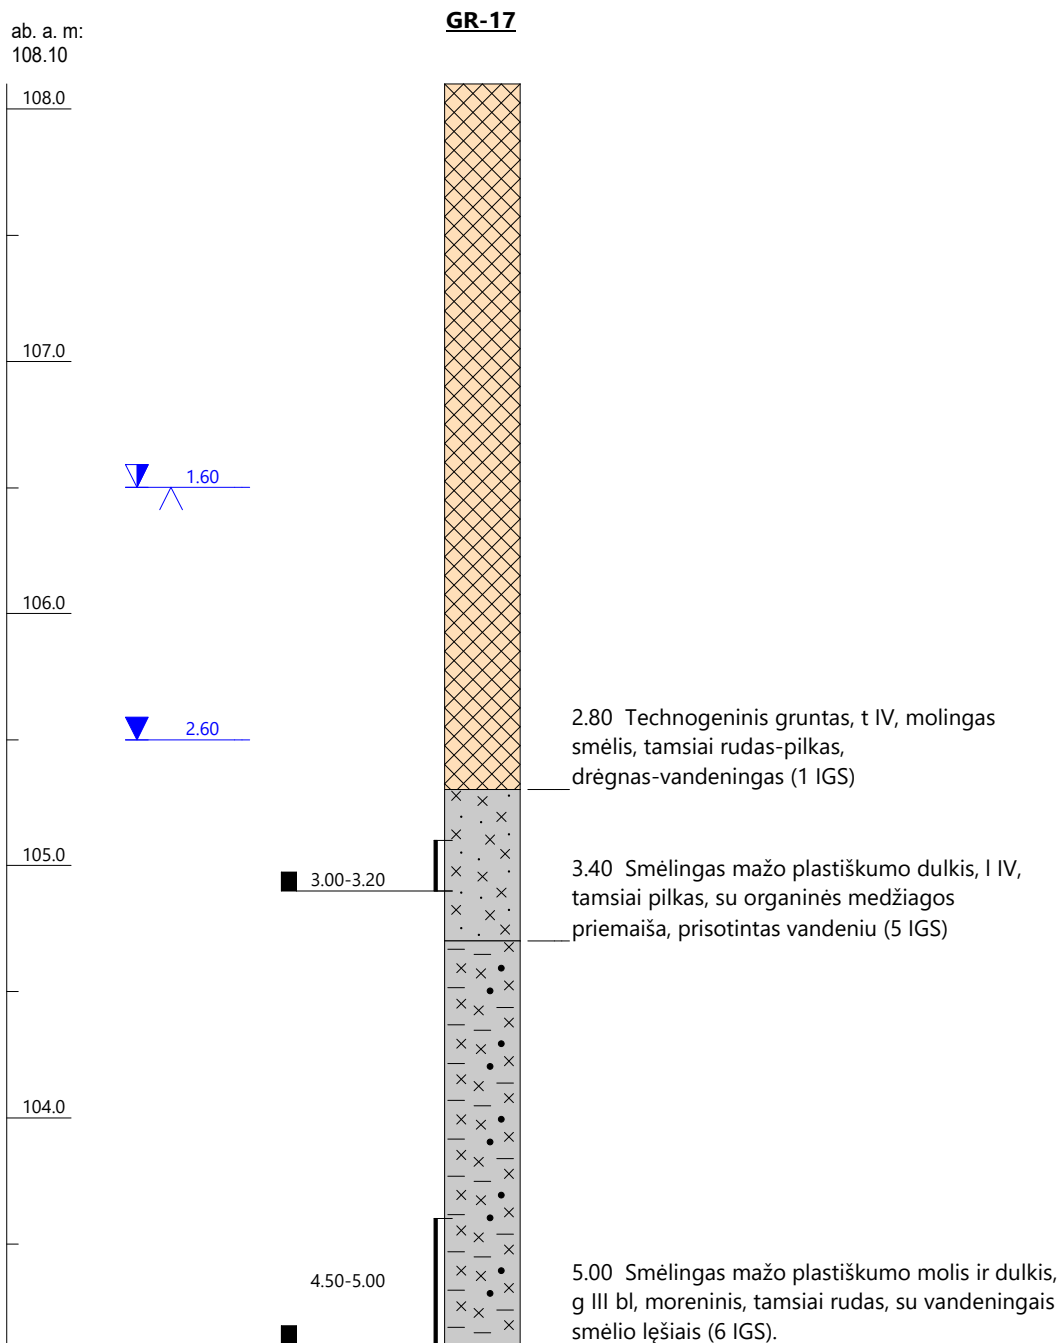 GR-17
ab. a. m:
108.10
108.0
107.0
1.60
106.0
2.60
2.80 Technogeninis gruntas, t IV, molingas
smėlis, tamsiai rudas-pilkas,
drėgnas-vandeningas (1 IGS)
105.0
3.00-3.20
3.40 Smėlingas mažo plastiškumo dulkis, l IV,
tamsiai pilkas, su organinės medžiagos
priemaiša, prisotintas vandeniu (5 IGS)
104.0
4.50-5.00
5.00 Smėlingas mažo plastiškumo molis ir dulkis,
g III bl, moreninis, tamsiai rudas, su vandeningais
smėlio lęšiais (6 IGS).